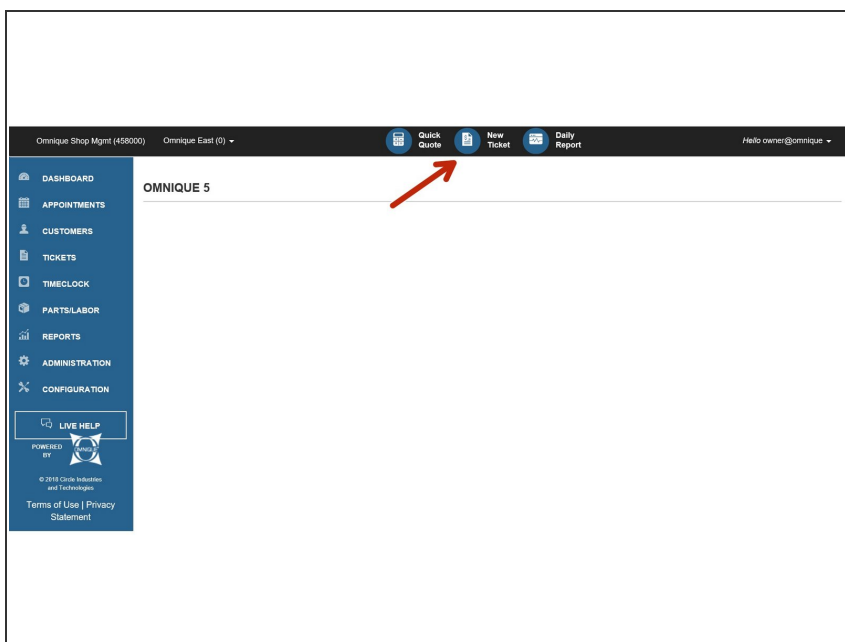 Omnique Shop Mgmt (458000)
Omnique East (0)
Quick
Quote
New
Ticket
Daily
Report
Hello owner@omnique
DASHBOARD
APPOINTMENTS
CUSTOMERS
TICKETS
TIMECLOCK
PARTS/LABOR
REPORTS
ADMINISTRATION
CONFIGURATION
LIVE HELP
POWERED
BY
OMNIQUE
© 2018 Circle Industries
and Technologies
Terms of Use | Privacy
Statement
OMNIQUE 5